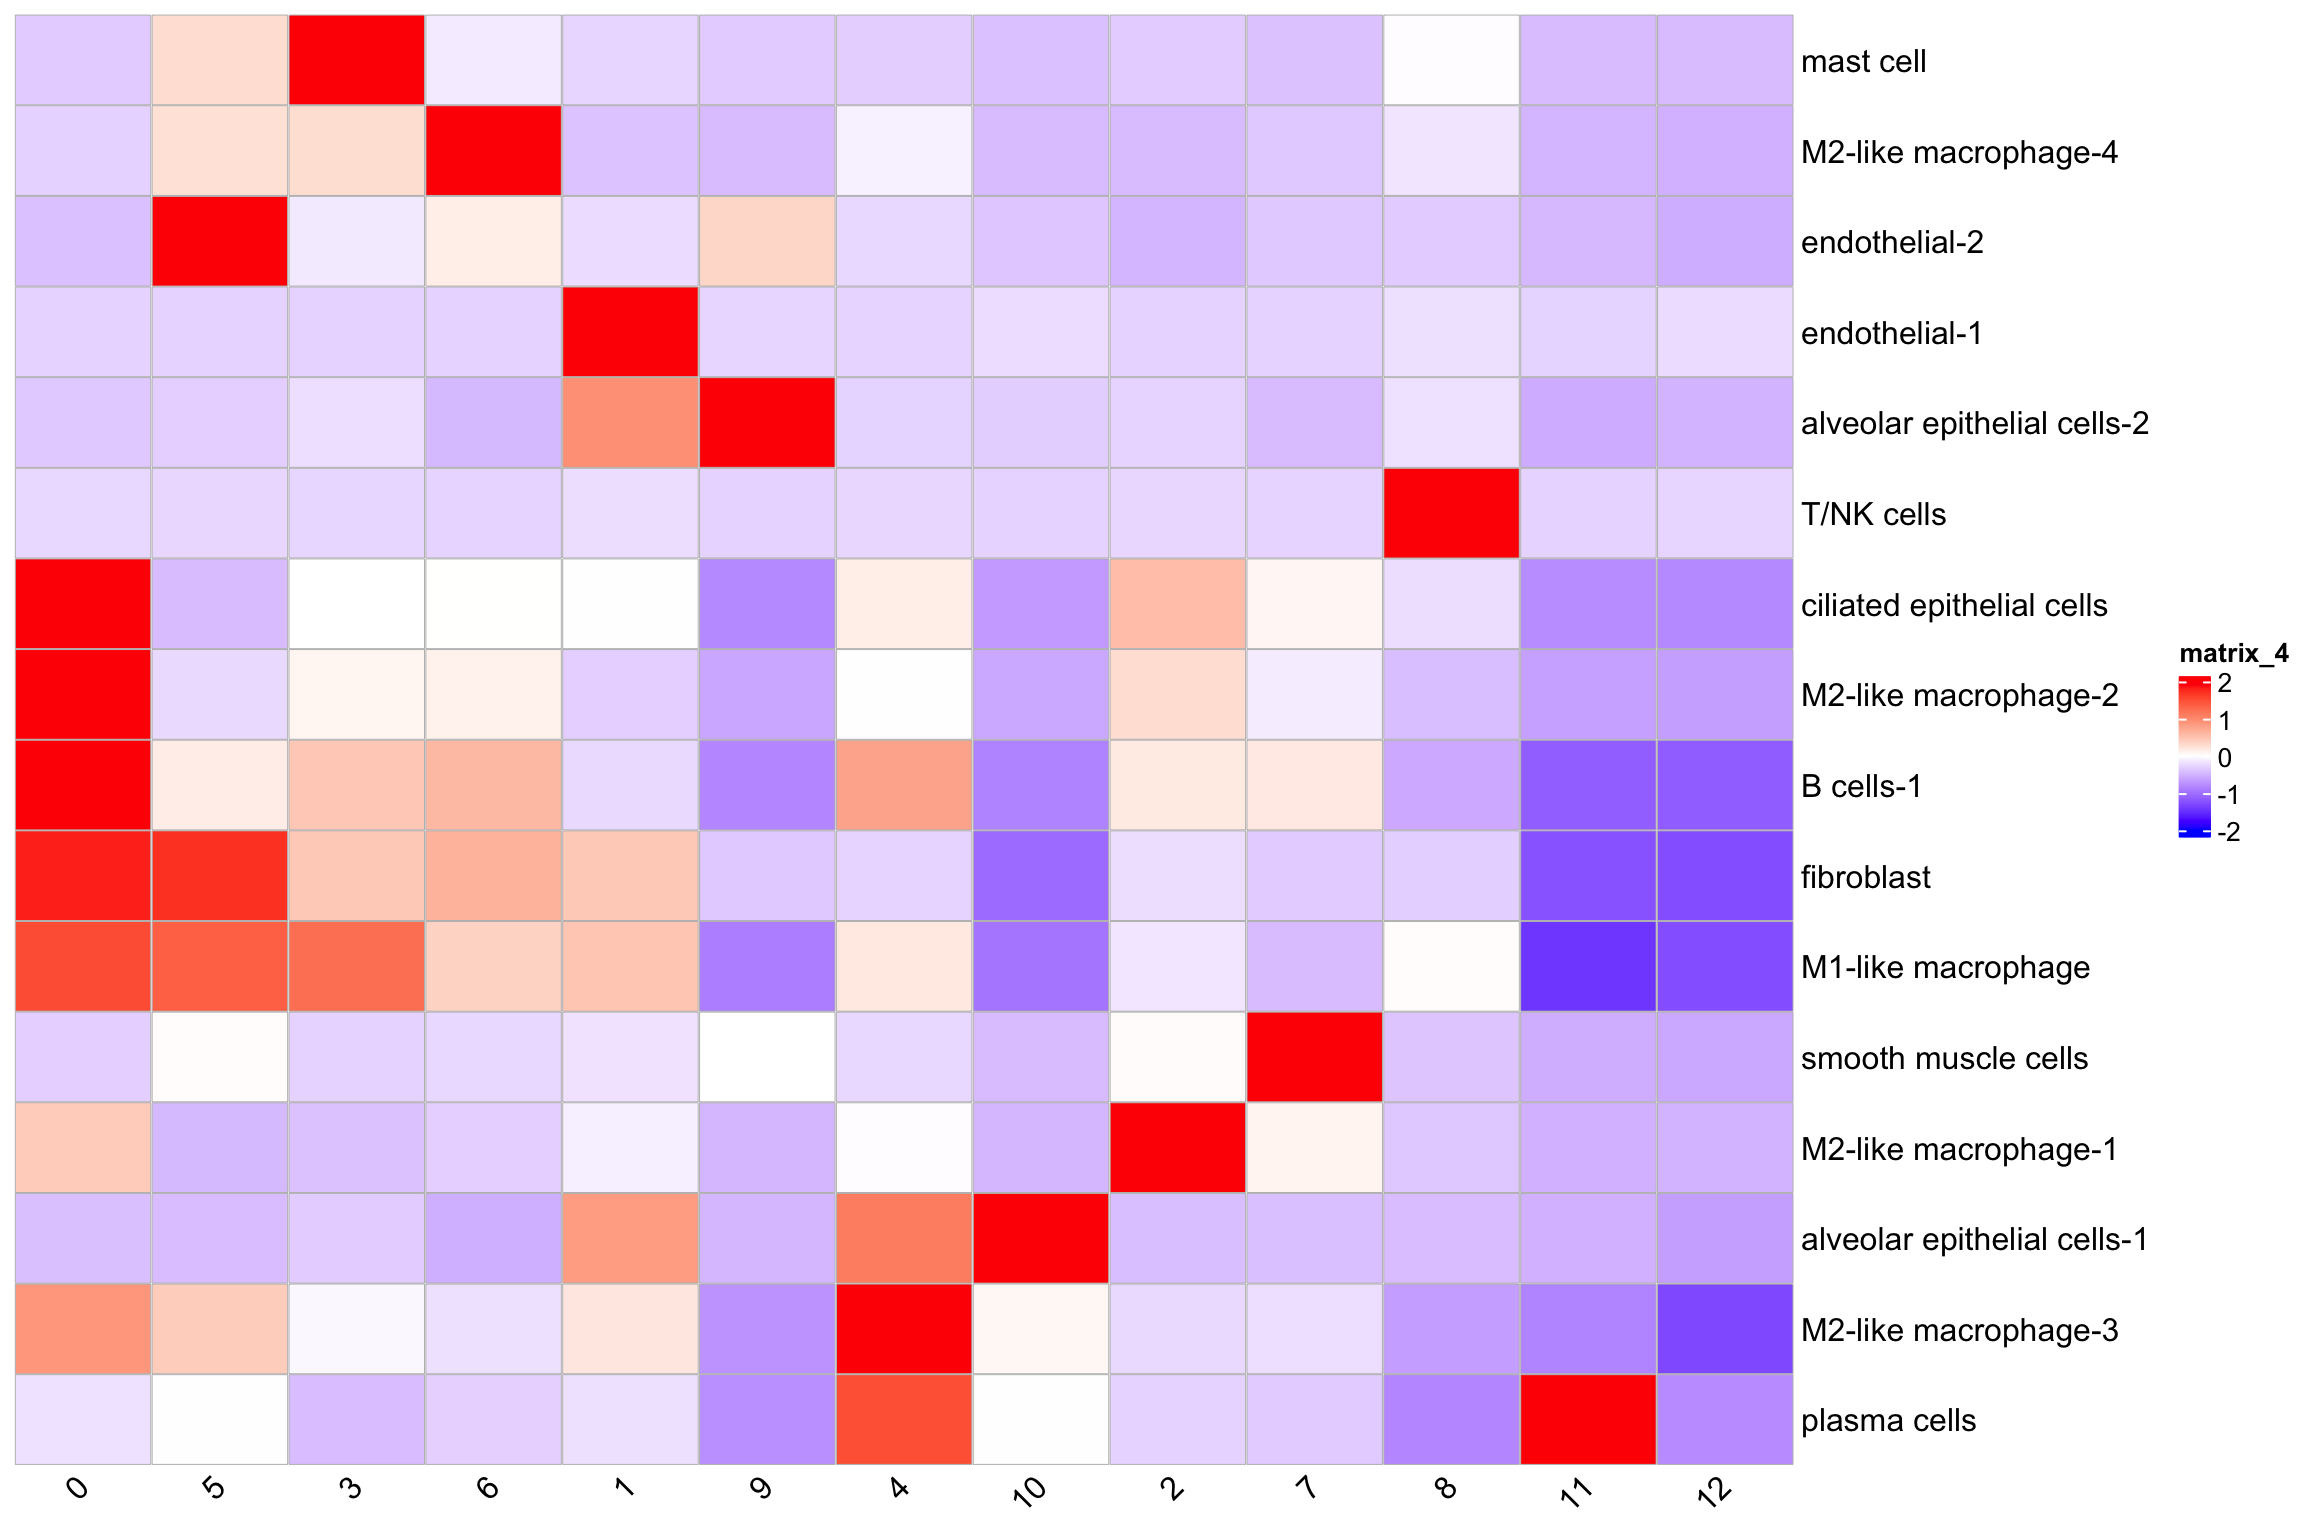 mast cell
M2-like macrophage-4
endothelial-2
endothelial-1
alveolar epithelial cells-2
T/NK cells
ciliated epithelial cells
M2-like macrophage-2
B cells-1
fibroblast
M1-like macrophage
smooth muscle cells
M2-like macrophage-1
alveolar epithelial cells-1
M2-like macrophage-3
plasma cells
matrix_4
2
1
0
-1
-2
0 5 3 6 1 9 4 10 2 7 8 11 12